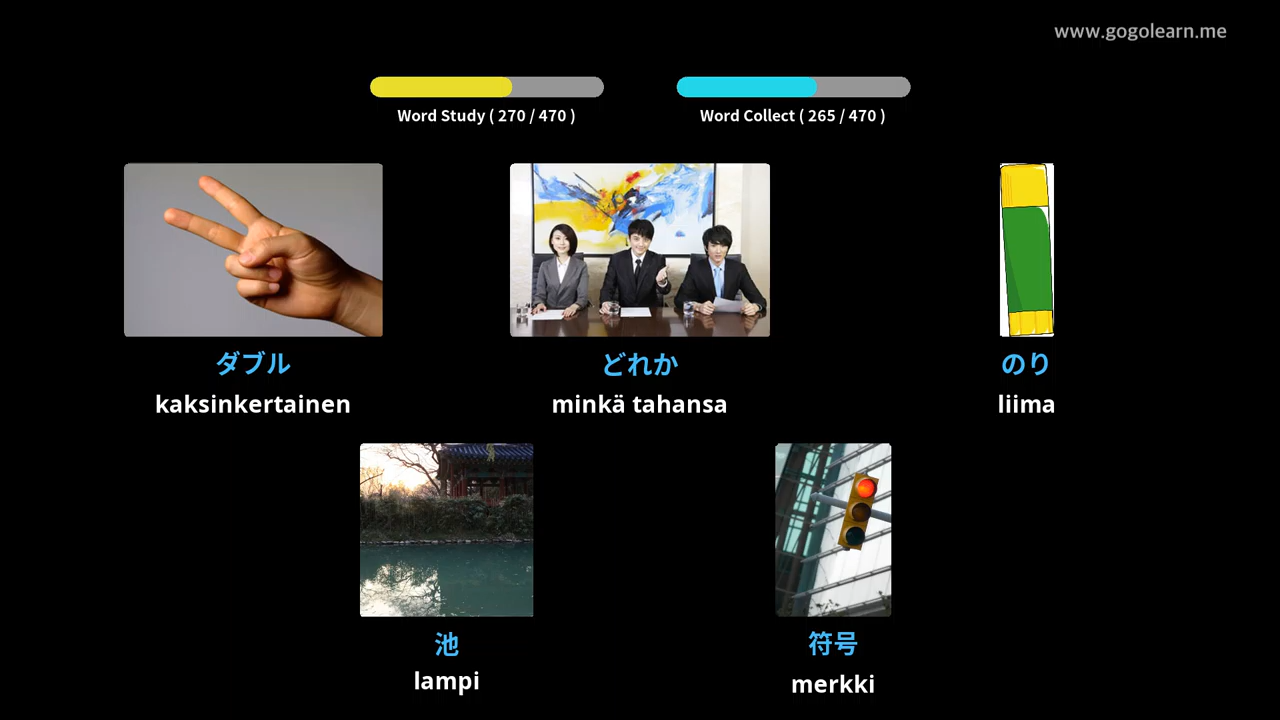 www.gogolearn.me
Word Study ( 270 / 470 )
Word Collect ( 265 / 470 )
ダブル
kaksinkertainen
どれか
minkä tahansa
のり
liima
池
lampi
符号
merkki